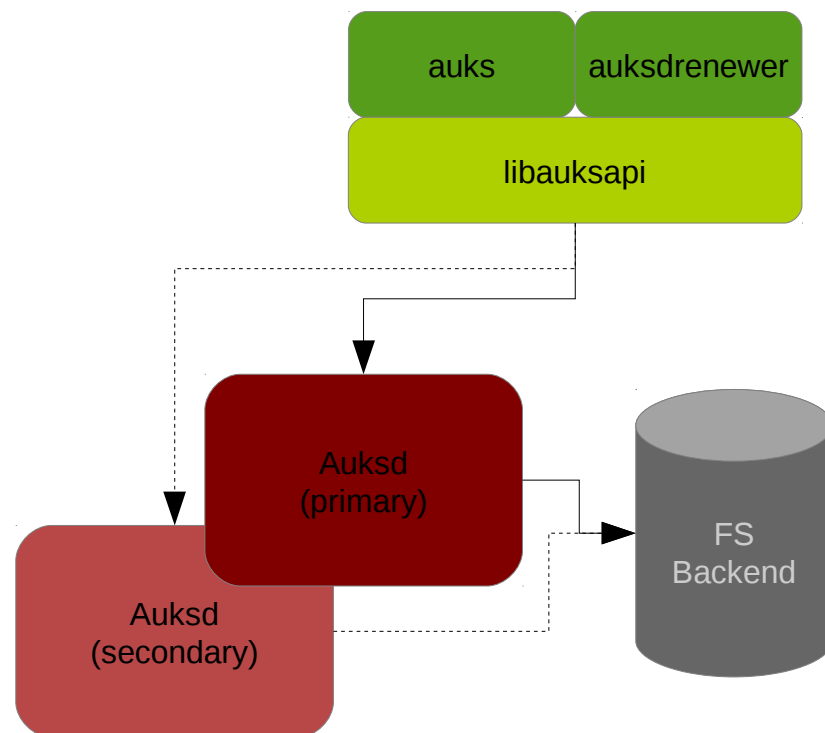 auks
auksdrenewer
libauksapi
Auksd
(primary)
FS
Backend
Auksd
(secondary)